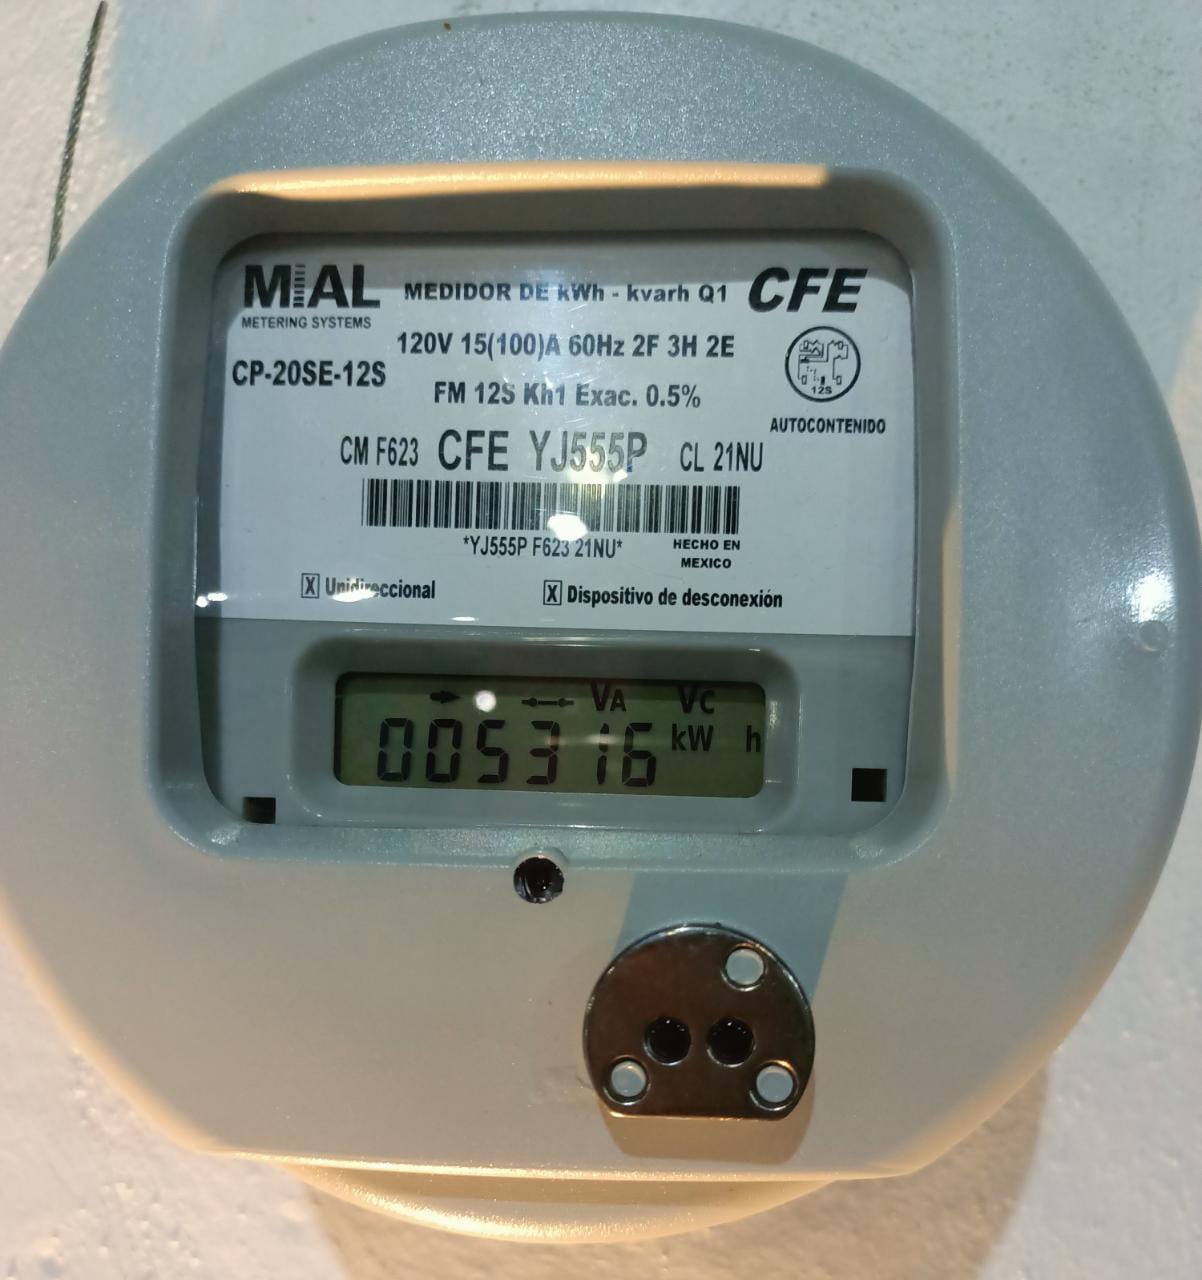 MIAL
METERING SYSTEMS
MEDIDOR DE kWh - kvarh Q1
CFE
120V 15(100)A 60Hz 2F 3H 2E
CP-20SE-12S
FM 12S Kh1 Exac. 0.5%
12S
AUTOCONTENIDO
CM F623 CFE YJ555P CL 21NU
*YJ555P F623 21NU*
HECHO EN
MEXICO
X Unidireccional
X Dispositivo de desconexión
VA VC
005316 kW h